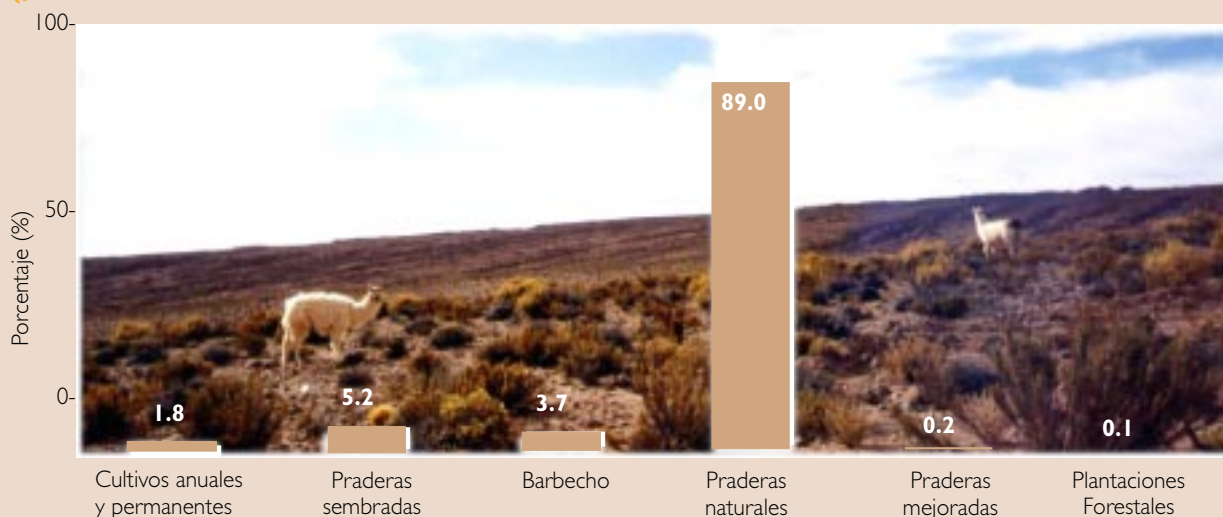 100-
50-
0-
Porcentaje (%)
1.8
5.2
3.7
89.0
0.2
0.1
Cultivos anuales
y permanentes
Praderas
sembradas
Barbecho
Praderas
naturales
Praderas
mejoradas
Plantaciones
Forestales